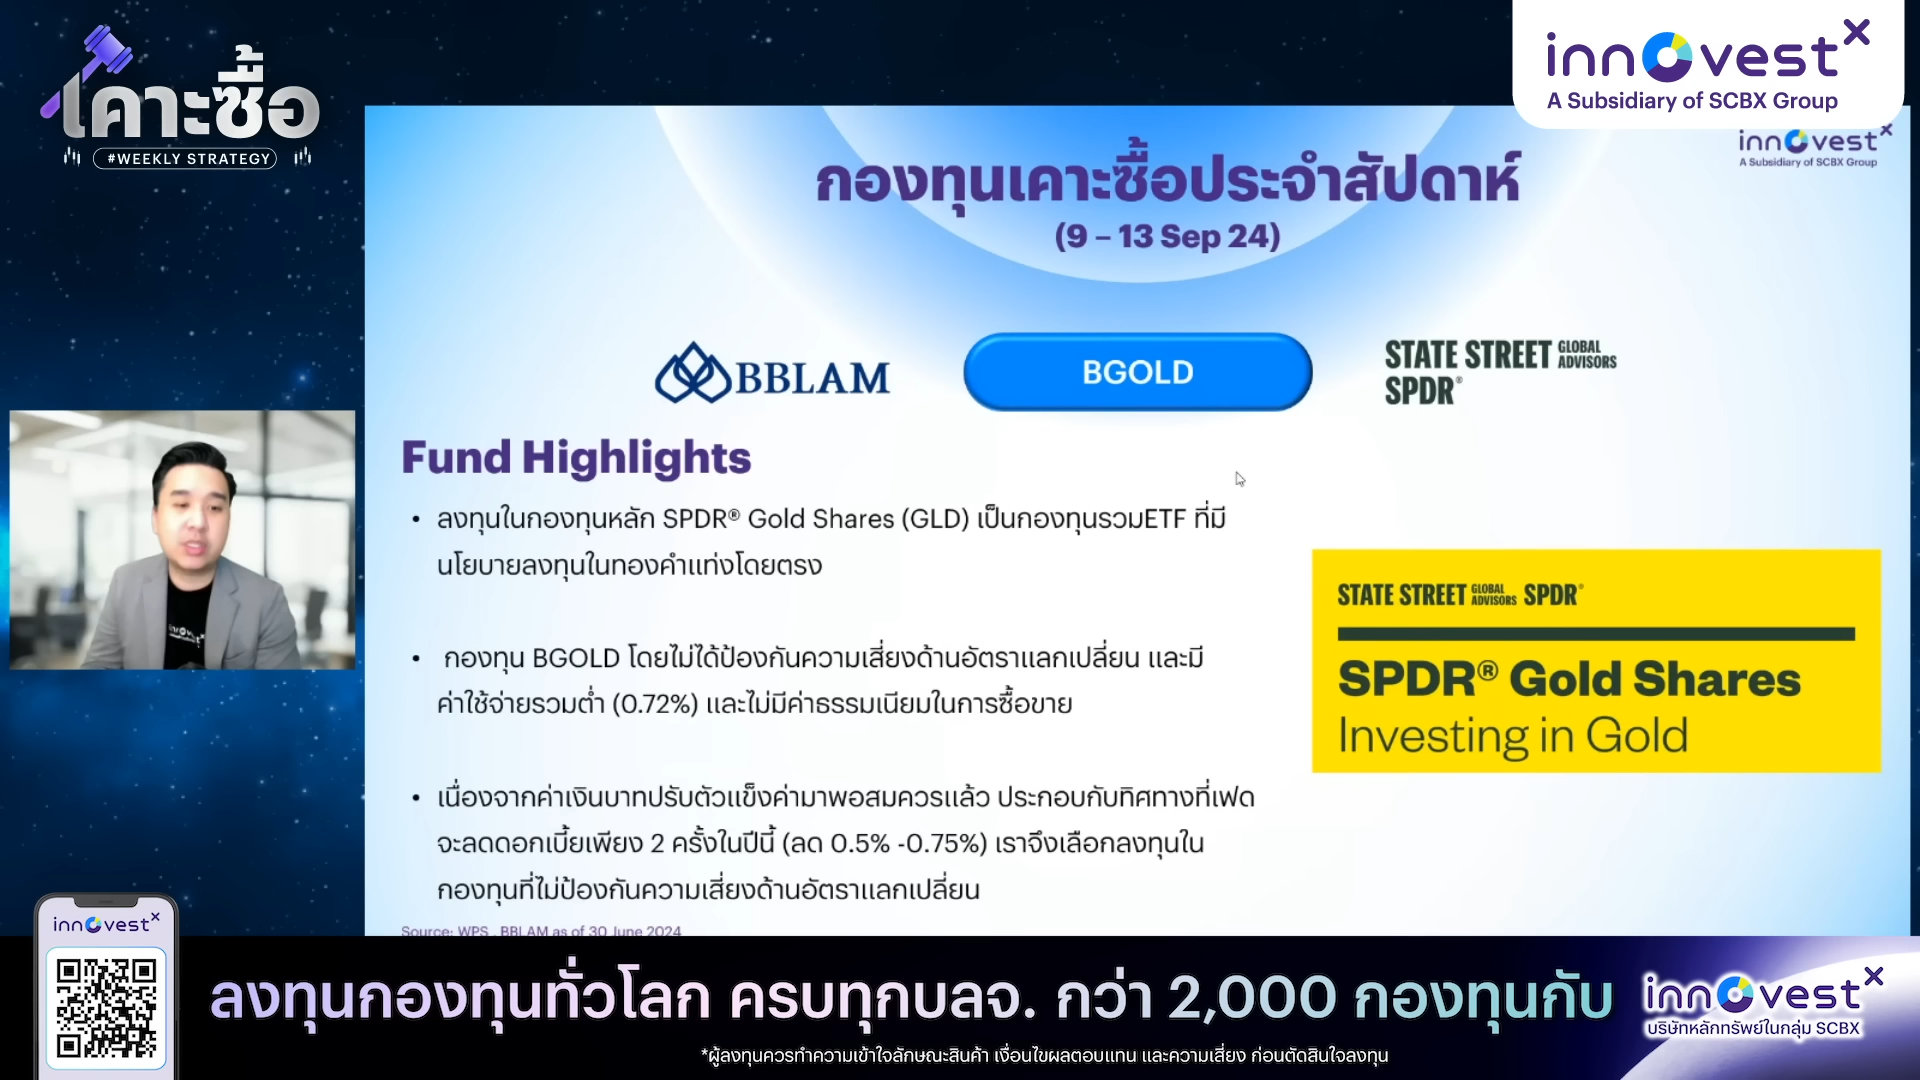 เคาะซื้อ
#WEEKLY STRATEGY
innovestx
A Subsidiary of SCBX Group
innovestx
A Subsidiary of SCBX Group
กองทุนเคาะซื้อประจำสัปดาห์
(9 – 13 Sep 24)
BBLAM
BGOLD
STATE STREET GLOBAL ADVISORS
SPDR®
Fund Highlights
• ลงทุนในกองทุนหลัก SPDR® Gold Shares (GLD) เป็นกองทุนรวมETF ที่มี
นโยบายลงทุนในทองคำแท่งโดยตรง
• กองทุน BGOLD โดยไม่ได้ป้องกันความเสี่ยงด้านอัตราแลกเปลี่ยน และมี
ค่าใช้จ่ายรวมต่ำ (0.72%) และไม่มีค่าธรรมเนียมในการซื้อขาย
• เนื่องจากค่าเงินบาทปรับตัวแข็งค่ามาพอสมควรแล้ว ประกอบกับทิศทางที่เฟด
จะลดดอกเบี้ยเพียง 2 ครั้งในปีนี้ (ลด 0.5% -0.75%) เราจึงเลือกลงทุนใน
กองทุนที่ไม่ป้องกันความเสี่ยงด้านอัตราแลกเปลี่ยน
Source: WPS , BBLAM as of 30 June 2024
STATE STREET GLOBAL ADVISORS SPDR®
SPDR® Gold Shares
Investing in Gold
innovestx
innovestx
ลงทุนกองทุนทั่วโลก ครบทุกบลจ. กว่า 2,000 กองทุนกับ
innovestx
บริษัทหลักทรัพย์ในกลุ่ม SCBX
*ผู้ลงทุนควรทำความเข้าใจลักษณะสินค้า เงื่อนไขผลตอบแทน และความเสี่ยง ก่อนตัดสินใจลงทุน